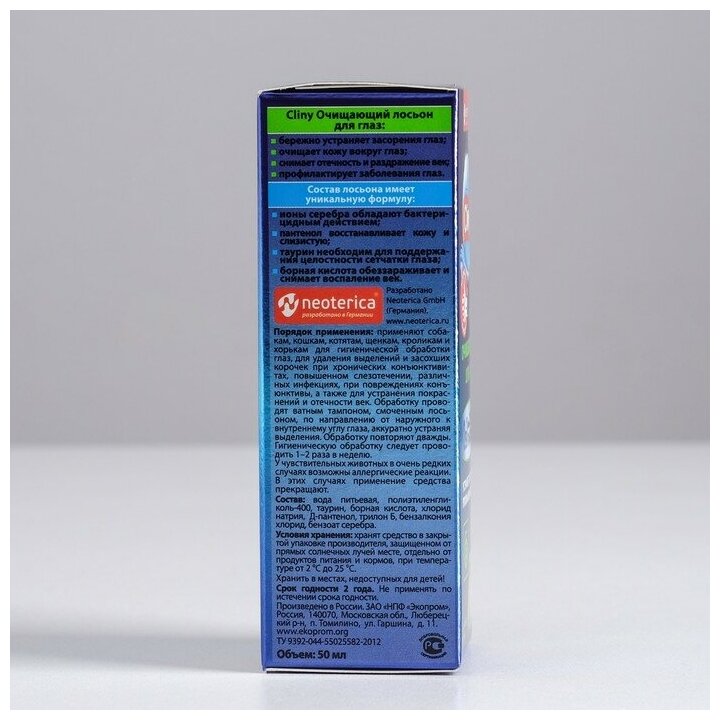 Cliny Очищающий лосьон
для глаз:
бережно устраняет засорения глаз;
очищает кожу вокруг глаз;
снимает отечность и раздражение век;
профилактирует заболевания глаз.
Состав лосьона имеет
уникальную формулу:
ионы серебра обладают бактери-
цидным действием;
пантенол восстанавливает кожу и
слизистую;
таурин необходим для поддержа-
ния целостности сетчатки глаза;
борная кислота обеззараживает и
снимает воспаление век.
neoterica®
разработано в Германии
Разработано
Neoterica GmbH
(Германия).
www.neoterica.ru
Порядок применения: применяют соба-
кам, кошкам, котятам, щенкам, кроликам и
хорькам для гигиенической обработки
глаз, для удаления выделений и засохших
корочек при хронических конъюнктиви-
тах, повышенном слезотечении, различ-
ных инфекциях, при повреждениях конъ-
юнктивы, а также для устранения покрас-
нений и отечности век. Обработку прово-
дят ватным тампоном, смоченным лось-
оном, по направлению от наружного к
внутреннему углу глаза, аккуратно устраняя
выделения. Обработку повторяют дважды.
Гигиеническую обработку следует прово-
дить 1–2 раза в неделю.
У чувствительных животных в очень редких
случаях возможны аллергические реакции.
В этих случаях применение средства
прекращают.
Состав: вода питьевая, полиэтиленгли-
коль-400, таурин, борная кислота, хлорид
натрия, Д-пантенол, трилон Б, бензалкония
хлорид, бензоат серебра.
Условия хранения: хранят средство в закры-
той упаковке производителя, защищенном от
прямых солнечных лучей месте, отдельно от
продуктов питания и кормов, при темпера-
туре от 2 °С до 25 °С.
Хранить в местах, недоступных для детей!
Срок годности 2 года. Не применять по
истечении срока годности.
Произведено в России. ЗАО «НПФ «Экопром»,
Россия, 140070, Московская обл., Люберец-
кий р-н, п. Томилино, ул. Гаршина, д. 11.
www.ekoprom.org
ТУ 9392-044-55025582-2012
Объем: 50 мл
ДОБРОВОЛЬНАЯ
СЕРТИФИКАЦИЯ